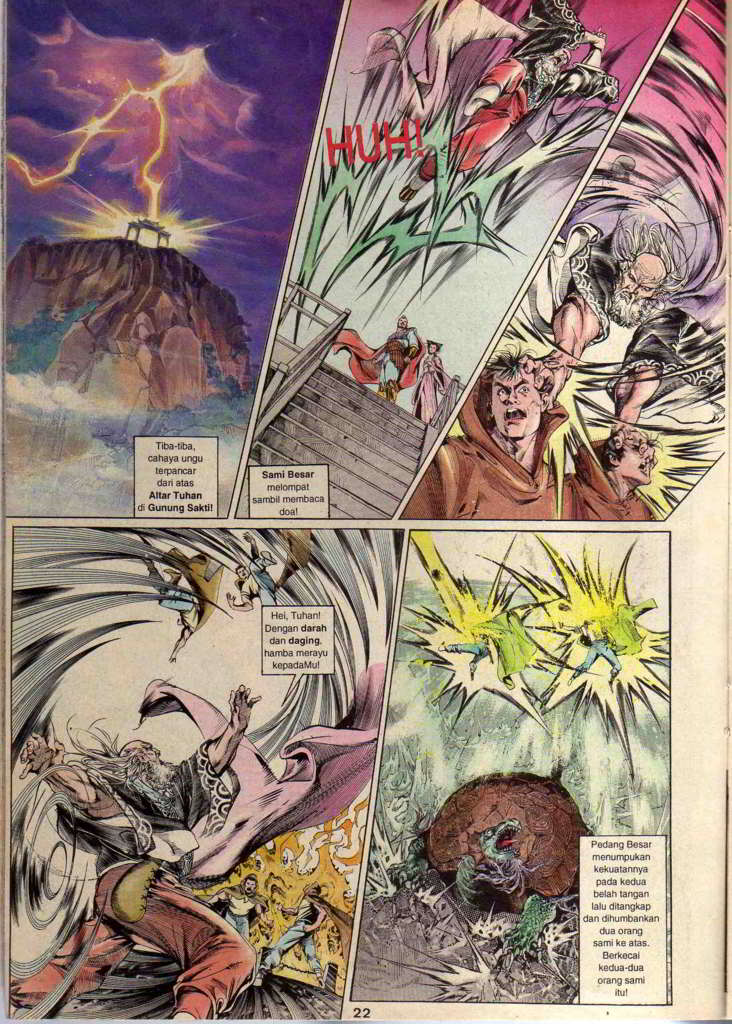 Tiba-tiba,
cahaya ungu
terpancar
dari atas
Altar Tuhan
di Gunung Sakti!
HUH!
Sami Besar
melompat
sambil membaca
doa!
Hei, Tuhan!
Dengan darah
dan daging,
hamba merayu
kepadaMu!
Pedang Besar
menumpukan
kekuatannya
pada kedua
belah tangan
lalu ditangkap
dan dihumbankan
dua orang
sami ke atas.
Berkecai
kedua-dua
orang sami
itu!
22